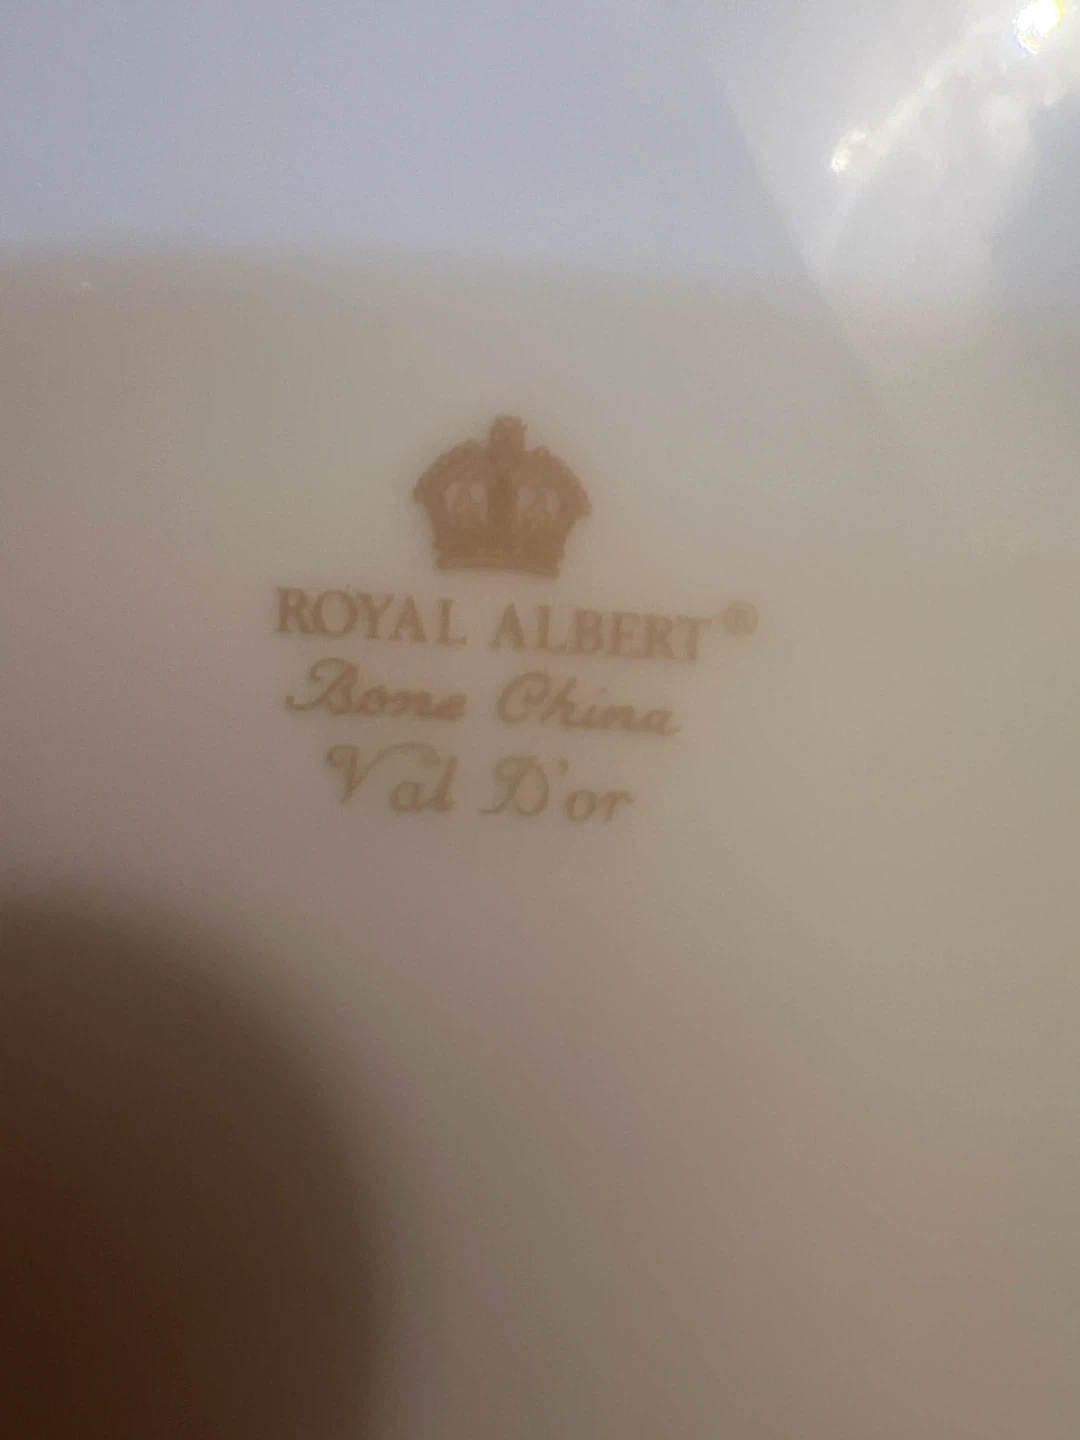 ROYAL ALBERT®
Bone China
Val D'or